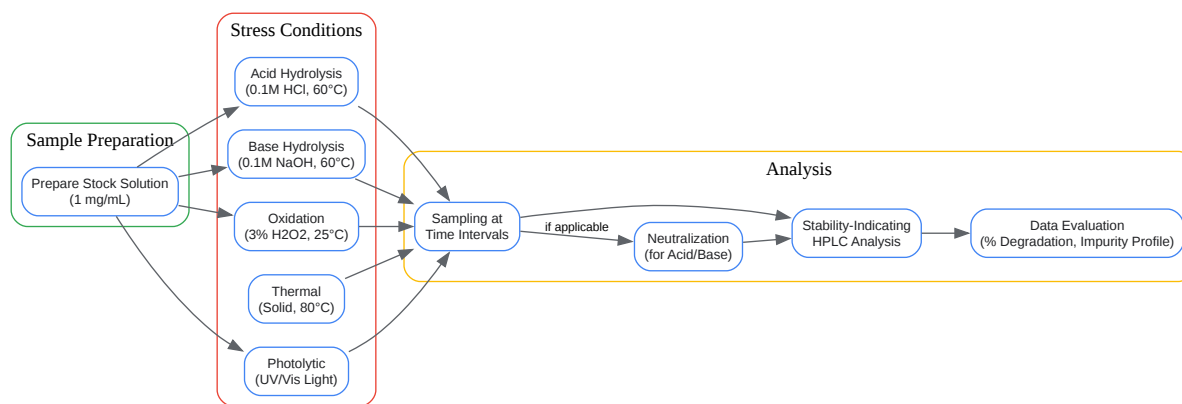 Sample Preparation
Prepare Stock Solution
(1 mg/mL)
Stress Conditions
Acid Hydrolysis
(0.1M HCl, 60°C)
Base Hydrolysis
(0.1M NaOH, 60°C)
Oxidation
(3% H2O2, 25°C)
Thermal
(Solid, 80°C)
Photolytic
(UV/Vis Light)
Analysis
Sampling at
Time Intervals
if applicable
Neutralization
(for Acid/Base)
Stability-Indicating
HPLC Analysis
Data Evaluation
(% Degradation, Impurity Profile)